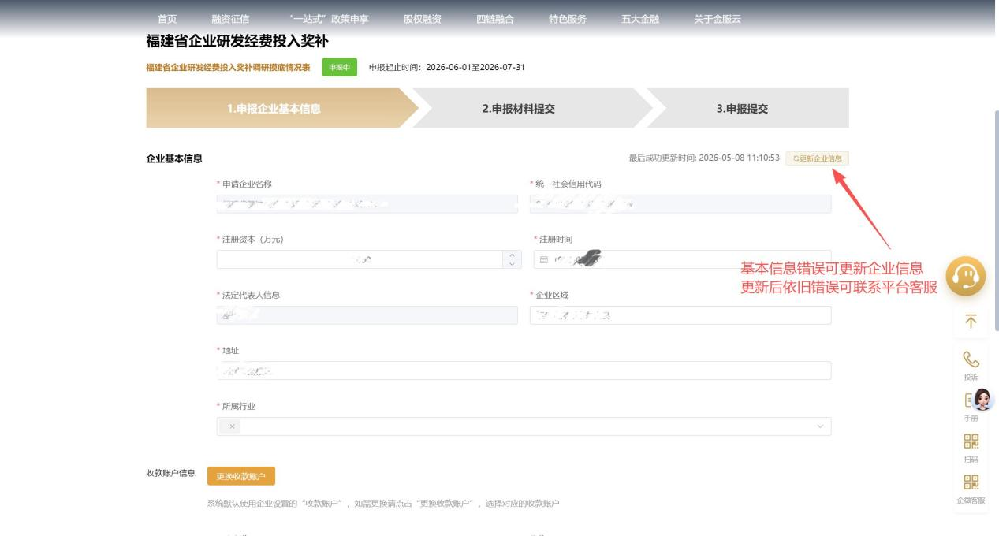 首页 融资征信 “一站式”政策申享 股权融资 四链融合 特色服务 五大金融 关于金服云
福建省企业研发经费投入奖补
福建省企业研发经费投入奖补调研摸底情况表 申报中 申报起止时间：2026-06-01至2026-07-31
1.申报企业基本信息 2.申报材料提交 3.申报提交
企业基本信息 最后成功更新时间: 2026-05-08 11:10:53 更新企业信息
* 申请企业名称 * 统一社会信用代码
* 注册资本（万元） * 注册时间
基本信息错误可更新企业信息
更新后依旧错误可联系平台客服
* 法定代表人信息 * 企业区域
* 地址
投诉
* 所属行业
手册
扫码
收款账户信息 更换收款账户
企微客服
系统默认使用企业设置的“收款账户”，如需更换请点击“更换收款账户”，选择对应的收款账户